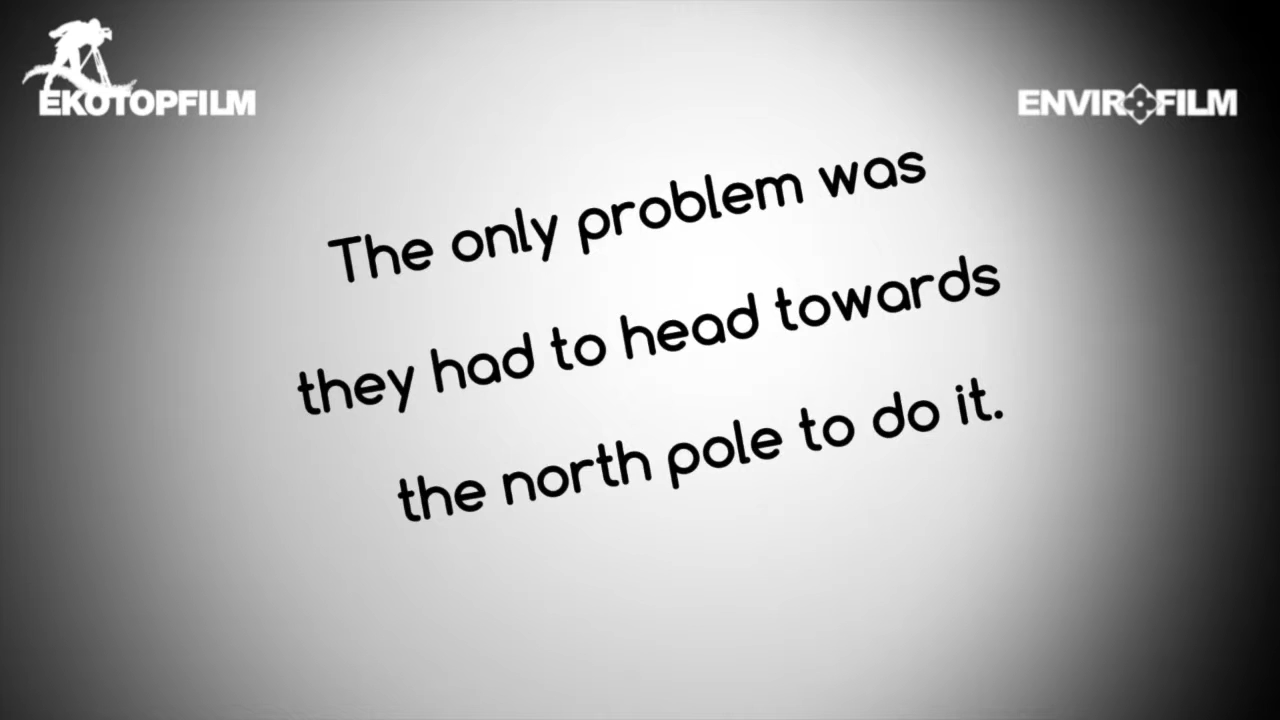 EKOTOPFILM
ENVIROFILM
The only problem was
they had to head towards
the north pole to do it.